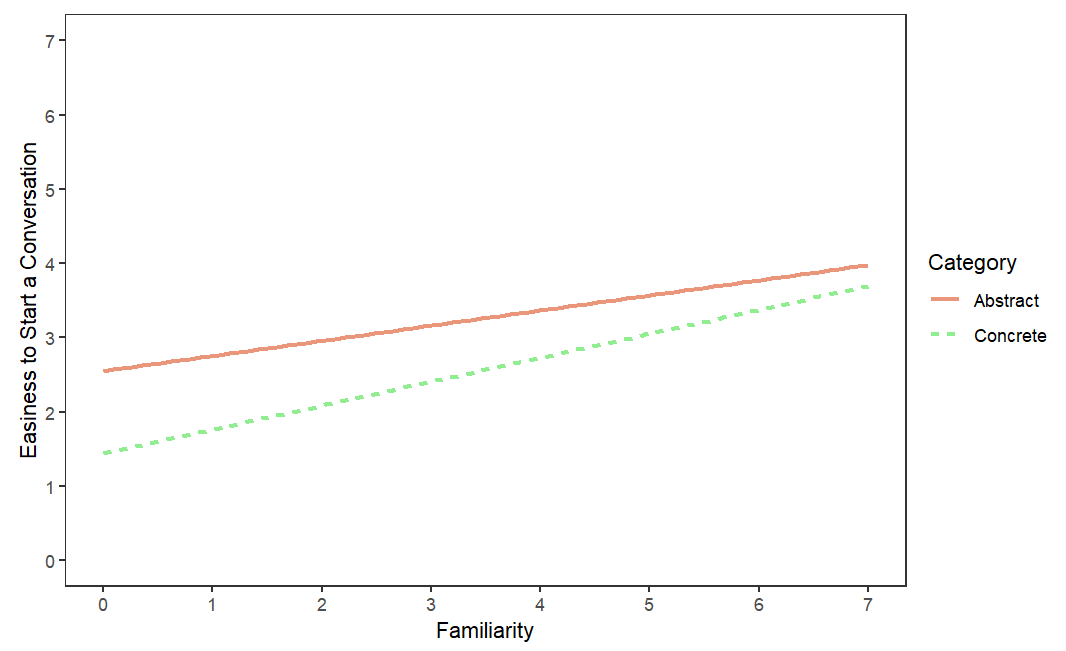 7
6
5
4
3
2
1
0
Easiness to Start a Conversation
0 1 2 3 4 5 6 7
Familiarity
Category
Abstract
Concrete